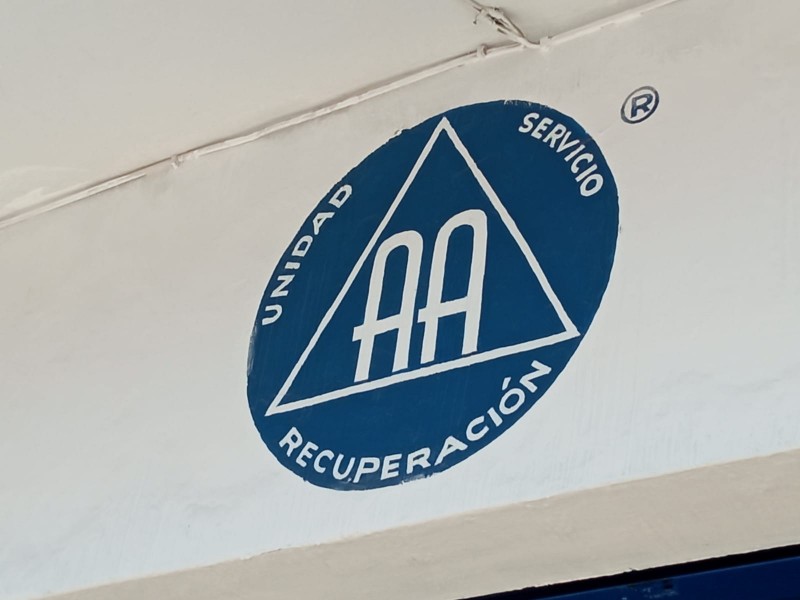 UNIDAD
SERVICIO
®
AA
RECUPERACIÓN